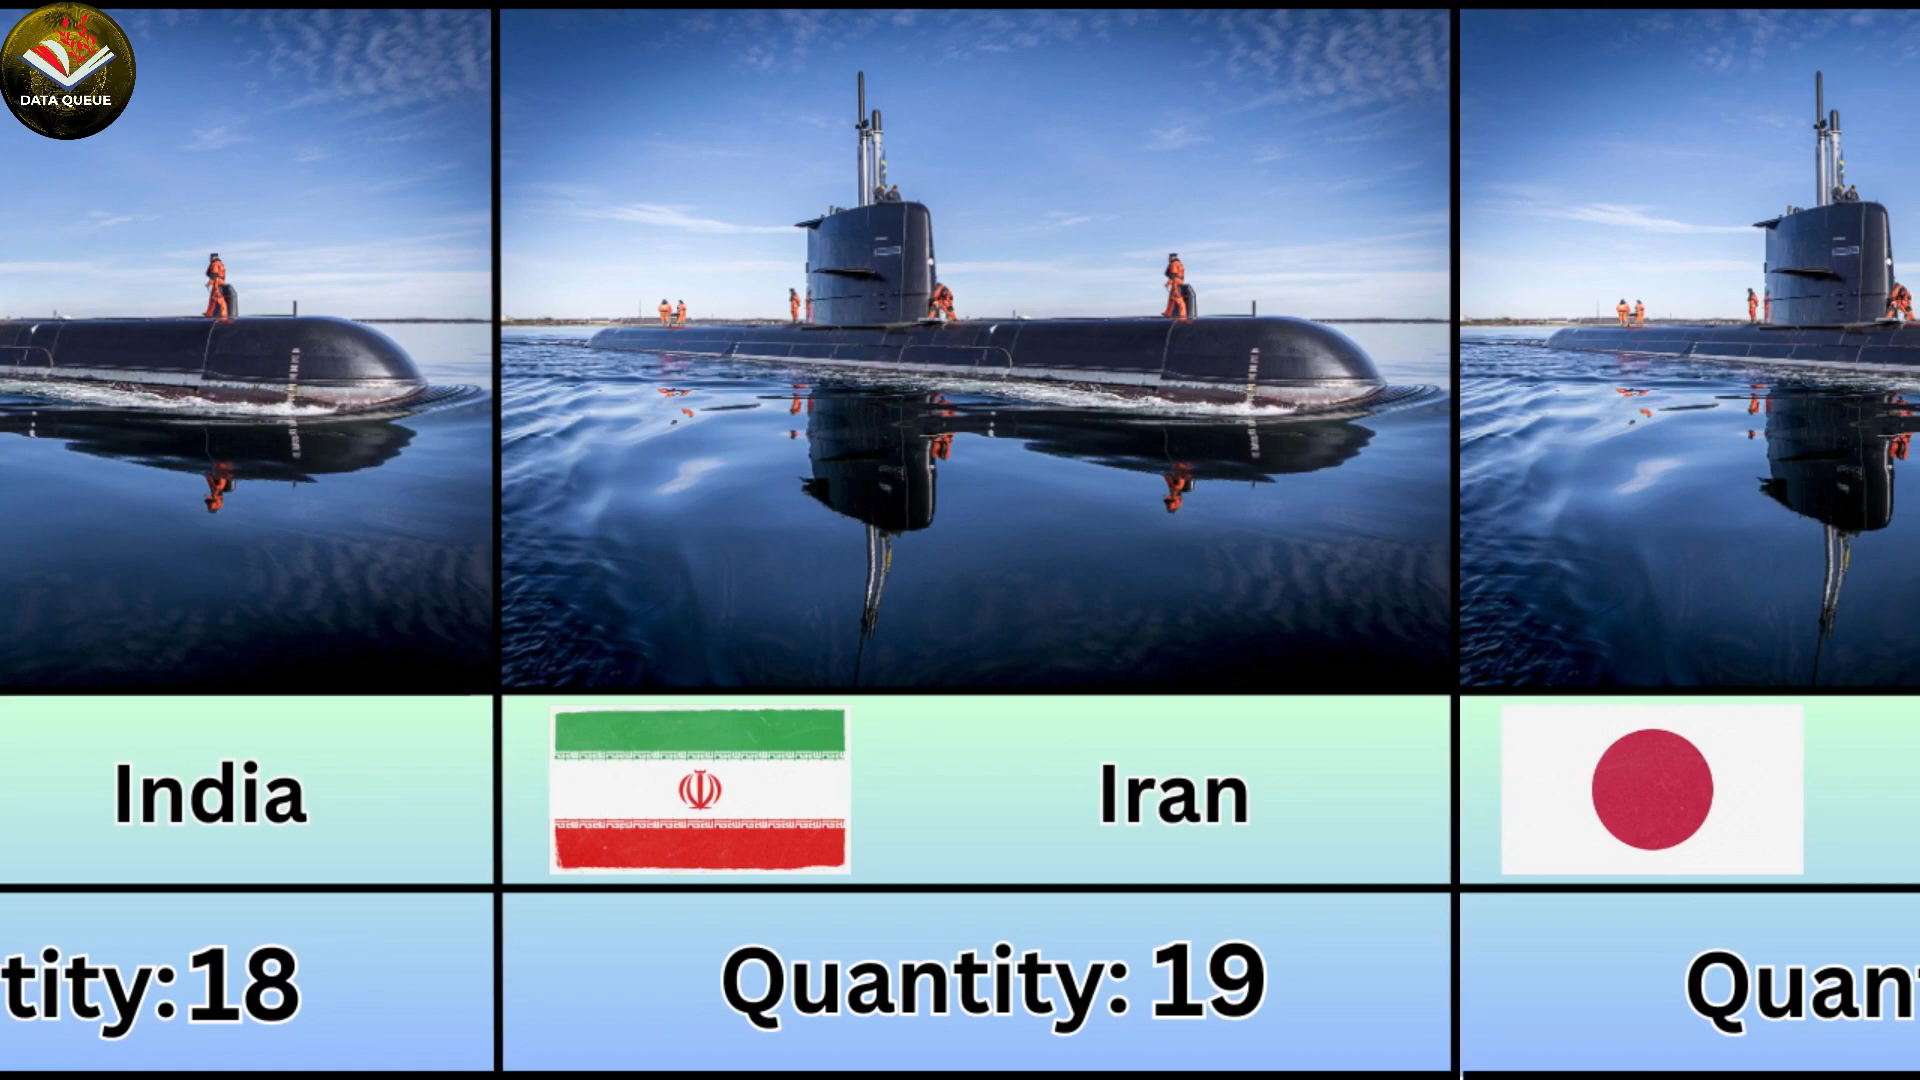 DATA QUEUE
India
Iran
tity: 18
Quantity: 19
Quan